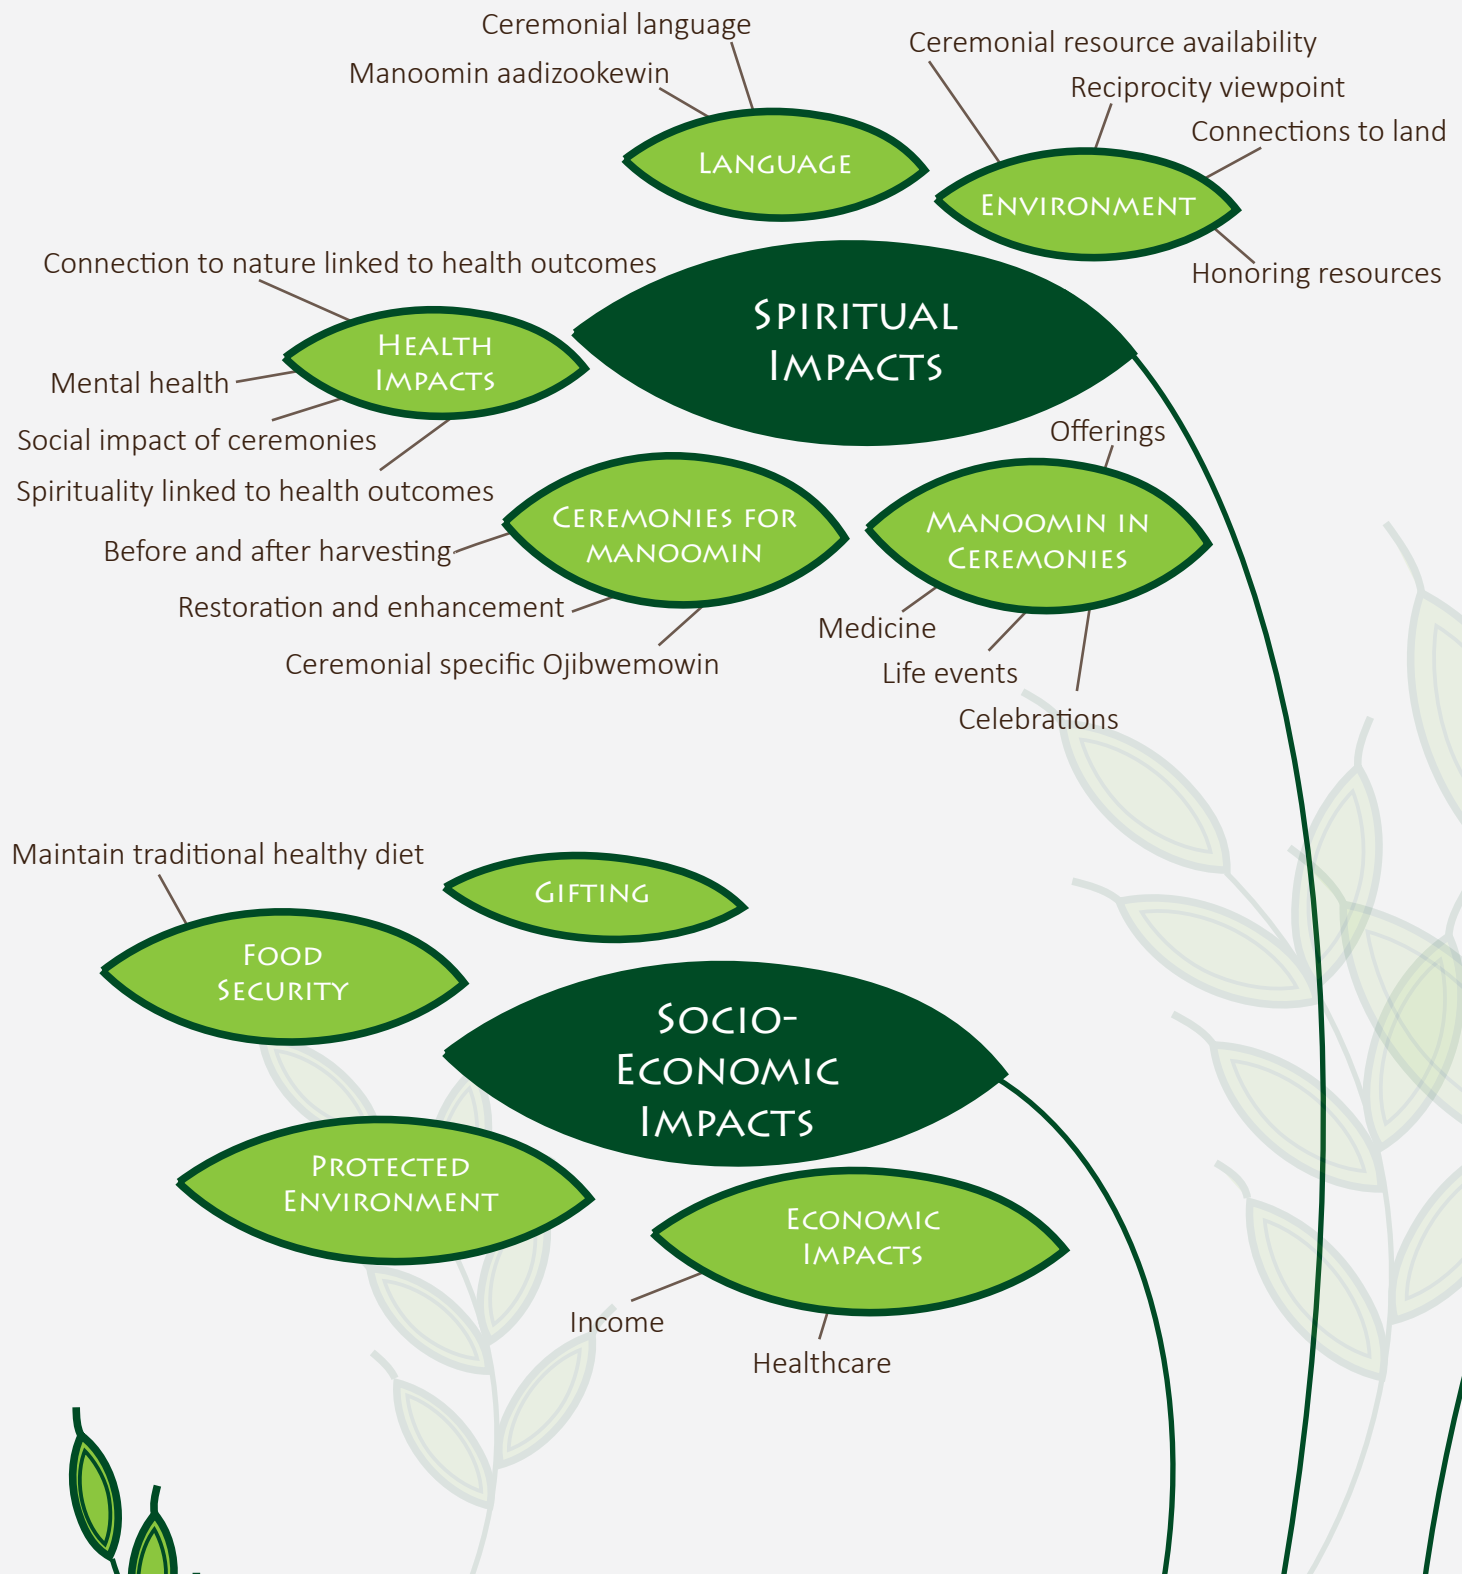 Ceremonial language
Manoomin aadizookewin
Language
Ceremonial resource availability
Reciprocity viewpoint
Connections to land
Environment
Honoring resources
Spiritual
Impacts
Connection to nature linked to health outcomes
Health
Impacts
Mental health
Social impact of ceremonies
Spirituality linked to health outcomes
Ceremonies for
manoomin
Before and after harvesting
Restoration and enhancement
Ceremonial specific Ojibwemowin
Offerings
Manoomin in
Ceremonies
Medicine
Life events
Celebrations
Maintain traditional healthy diet
Food
Security
Gifting
Socio-
Economic
Impacts
Protected
Environment
Economic
Impacts
Income
Healthcare